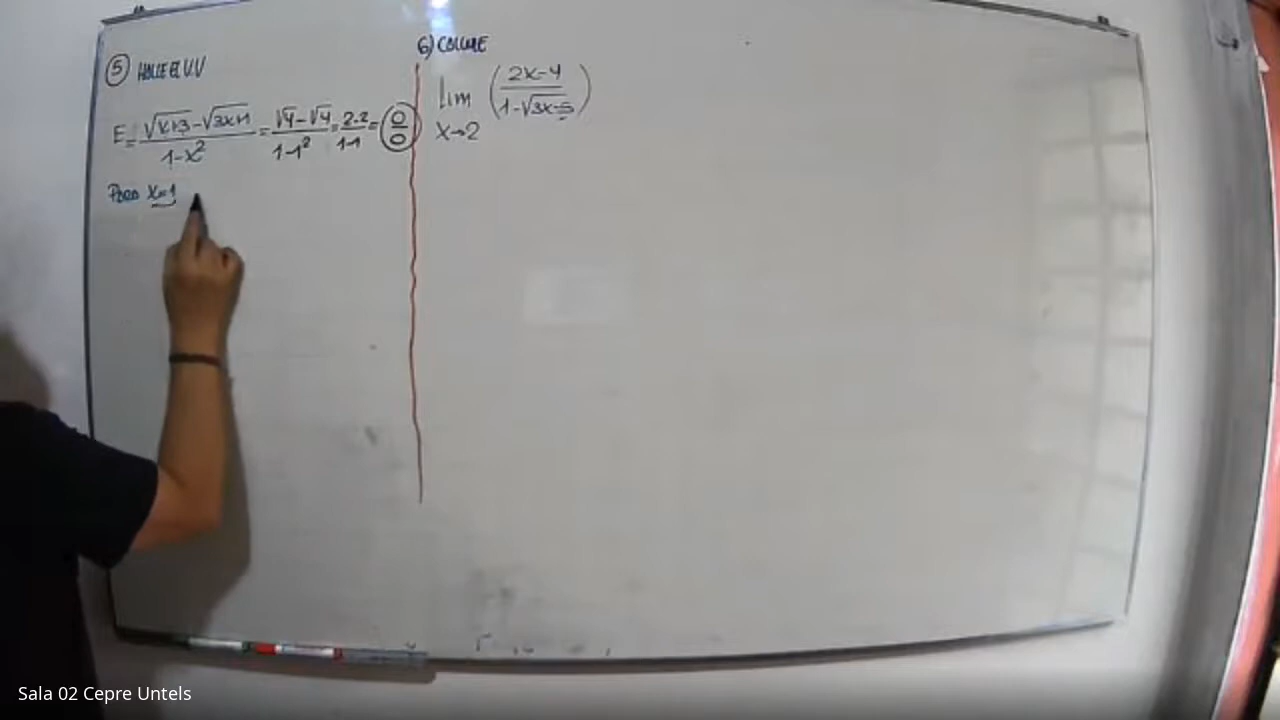 5 HALLE EL V.V
E = √x+3 - √3x+1 / 1-x² = √4 - √4 / 1-1² = 2-2 / 1-1 = 0/0
PARA x=1
6) CALCULE
Lim (2x-4 / 1-√3x-5)
x→2
Sala 02 Cepre Untels